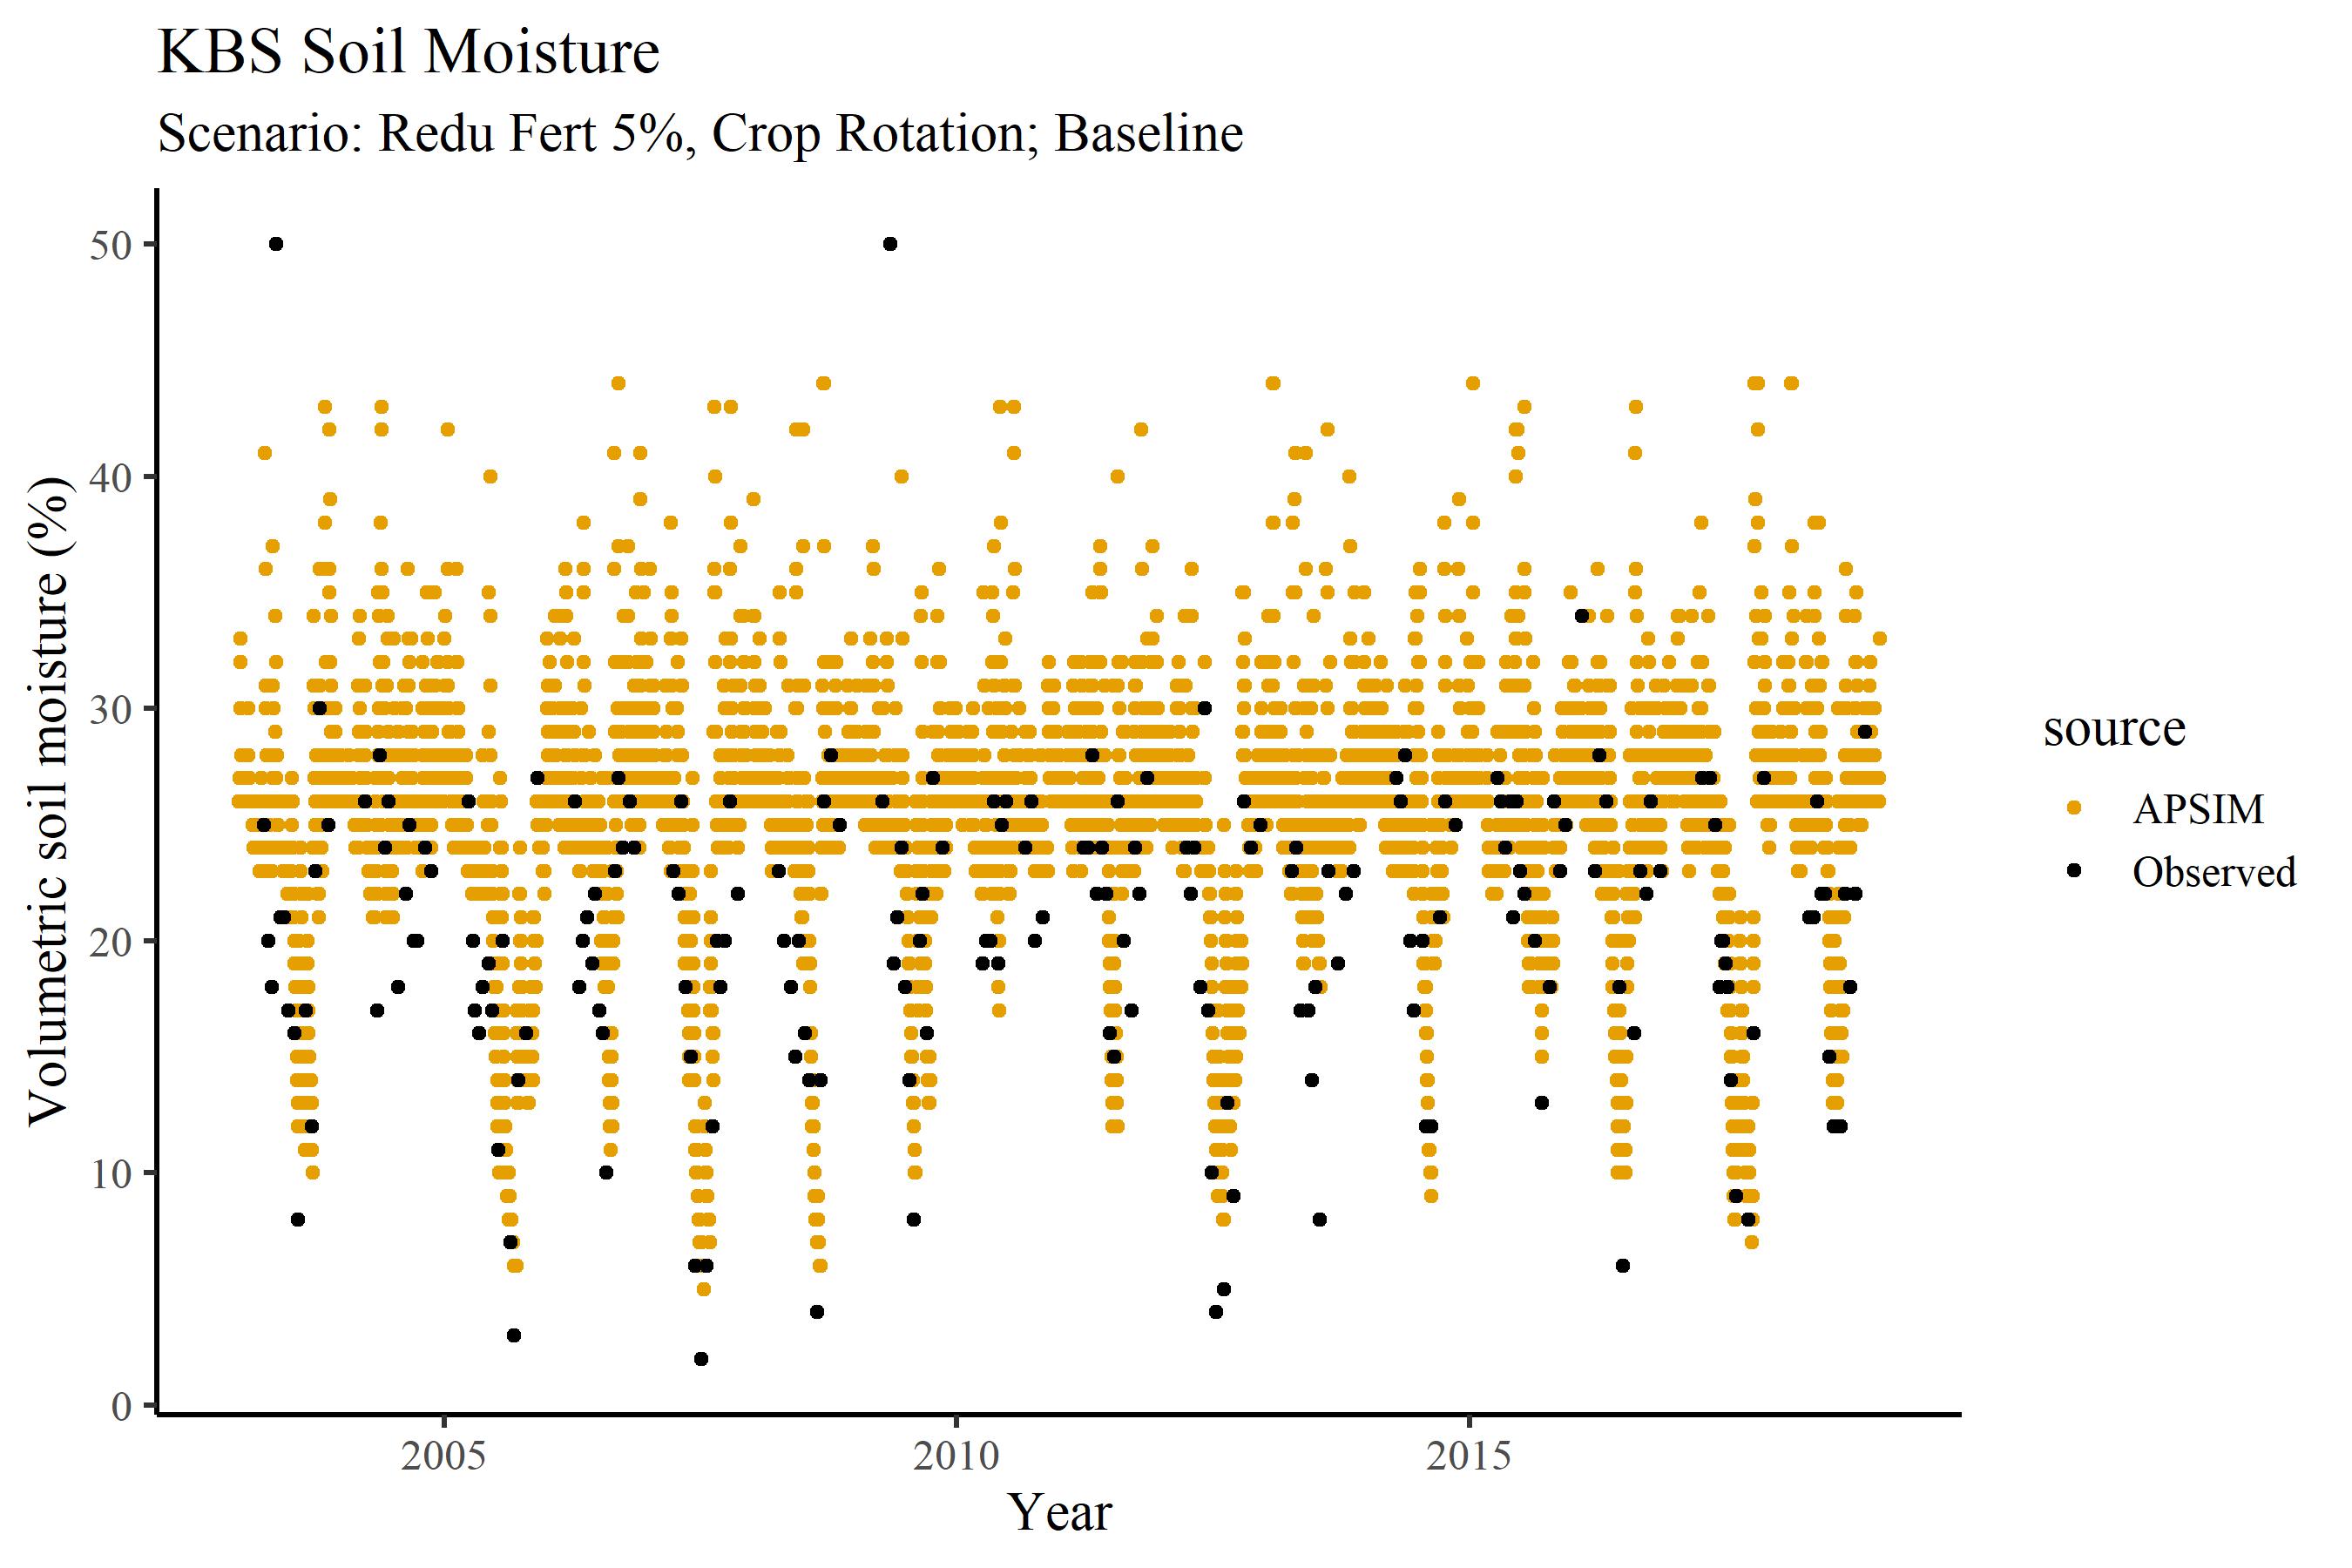 KBS Soil Moisture
Scenario: Redu Fert 5%, Crop Rotation; Baseline
Volumetric soil moisture (%)
50
40
30
20
10
0
2005 2010 2015
Year
source
APSIM
Observed